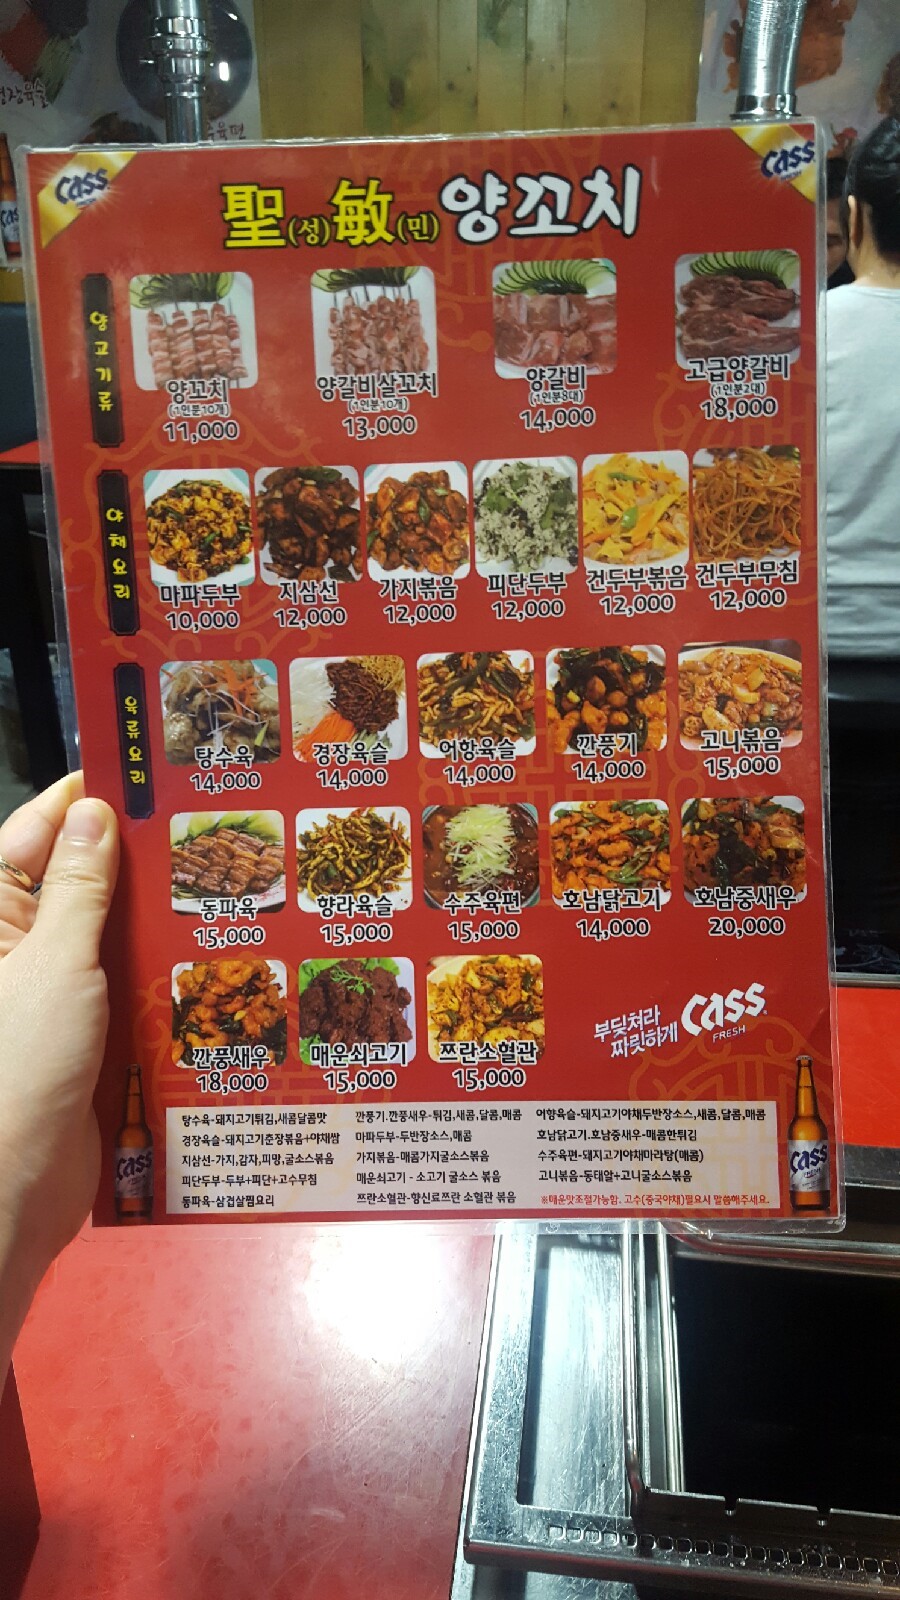 경장육슬
수육편
Cass
Cass
聖(성)敏(민)양꼬치
양고기류
양꼬치 양갈비살꼬치 양갈비 고급양갈비
(1인분10개) (1인분10개) (1인분8대) (1인분2대)
11,000 13,000 14,000 18,000
야채요리
마파두부 지삼선 가지볶음 피단두부 건두부볶음 건두부무침
10,000 12,000 12,000 12,000 12,000 12,000
육류요리
탕수육 경장육슬 어항육슬 깐풍기 고니볶음
14,000 14,000 14,000 14,000 15,000
동파육 향라육슬 수주육편 호남닭고기 호남중새우
15,000 15,000 15,000 14,000 20,000
깐풍새우 매운쇠고기 쯔란소혈관
18,000 15,000 15,000
부딪쳐라
짜릿하게
Cass
FRESH
탕수육-돼지고기튀김,새콤달콤맛
경장육슬-돼지고기춘장볶음+야채쌈
지삼선-가지,감자,피망,굴소스볶음
피단두부-두부+피단+고수무침
동파육-삼겹살찜요리
깐풍기.깐풍새우-튀김,새콤,달콤,매콤
마파두부-두반장소스,매콤
가지볶음-매콤가지굴소스볶음
매운쇠고기 - 소고기 굴소스 볶음
쯔란소혈관-향신료쯔란 소혈관 볶음
어향육슬-돼지고기야채두반장소스,새콤,달콤,매콤
호남닭고기.호남중새우-매콤한튀김
수주육편-돼지고기야채마라탕(매콤)
고니볶음-동태알+고니굴소스볶음
※매운맛조절가능함. 고수(중국야채)필요시 말씀해주세요.
Cass
Cass